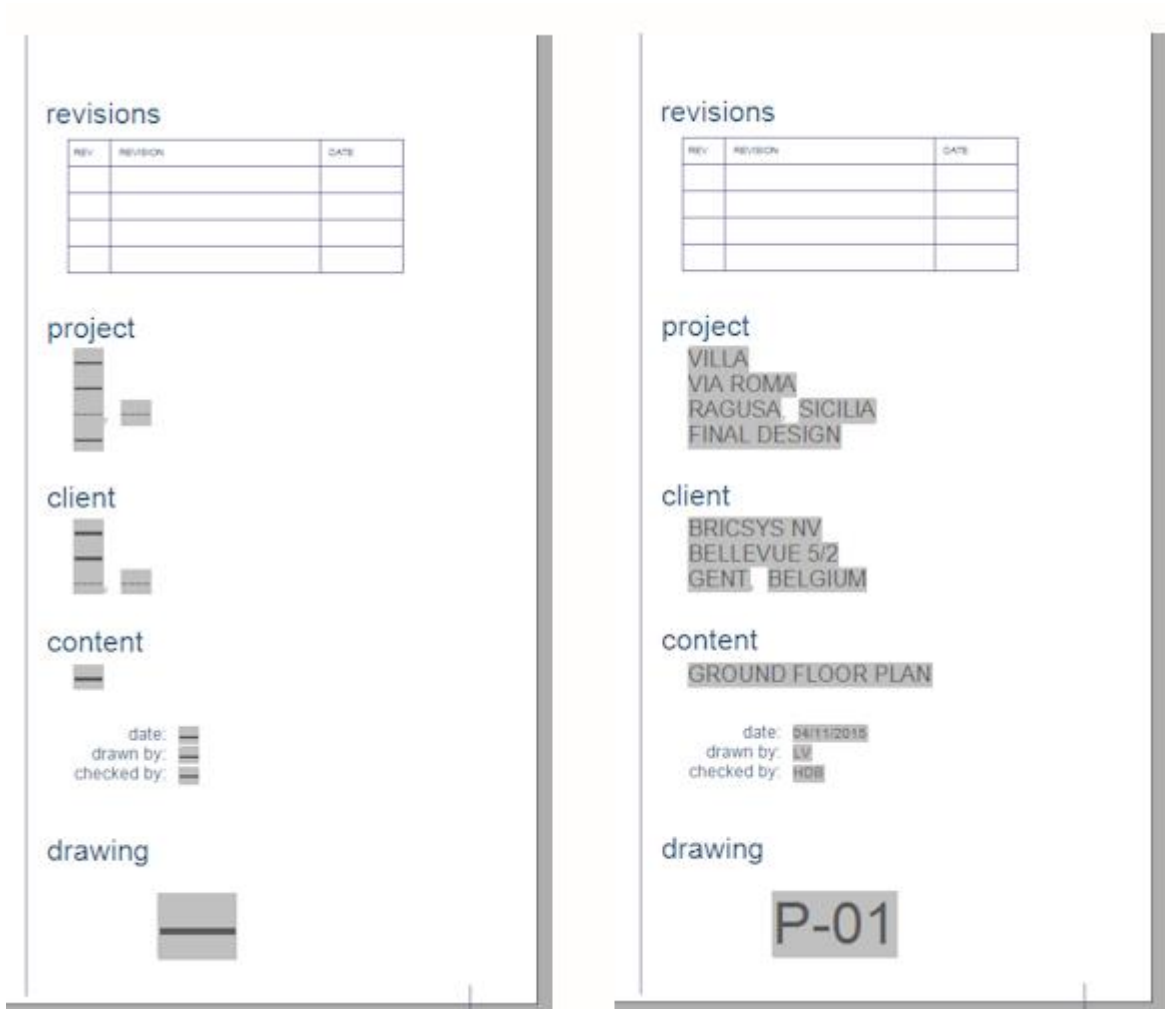 revisions
REV REVISION DATE
project
,
client
,
content
date:
drawn by:
checked by:
drawing
revisions
REV REVISION DATE
project
VILLA
VIA ROMA
RAGUSA, SICILIA
FINAL DESIGN
client
BRICSYS NV
BELLEVUE 5/2
GENT, BELGIUM
content
GROUND FLOOR PLAN
date: 04/11/2015
drawn by: LV
checked by: HDB
drawing
P-01